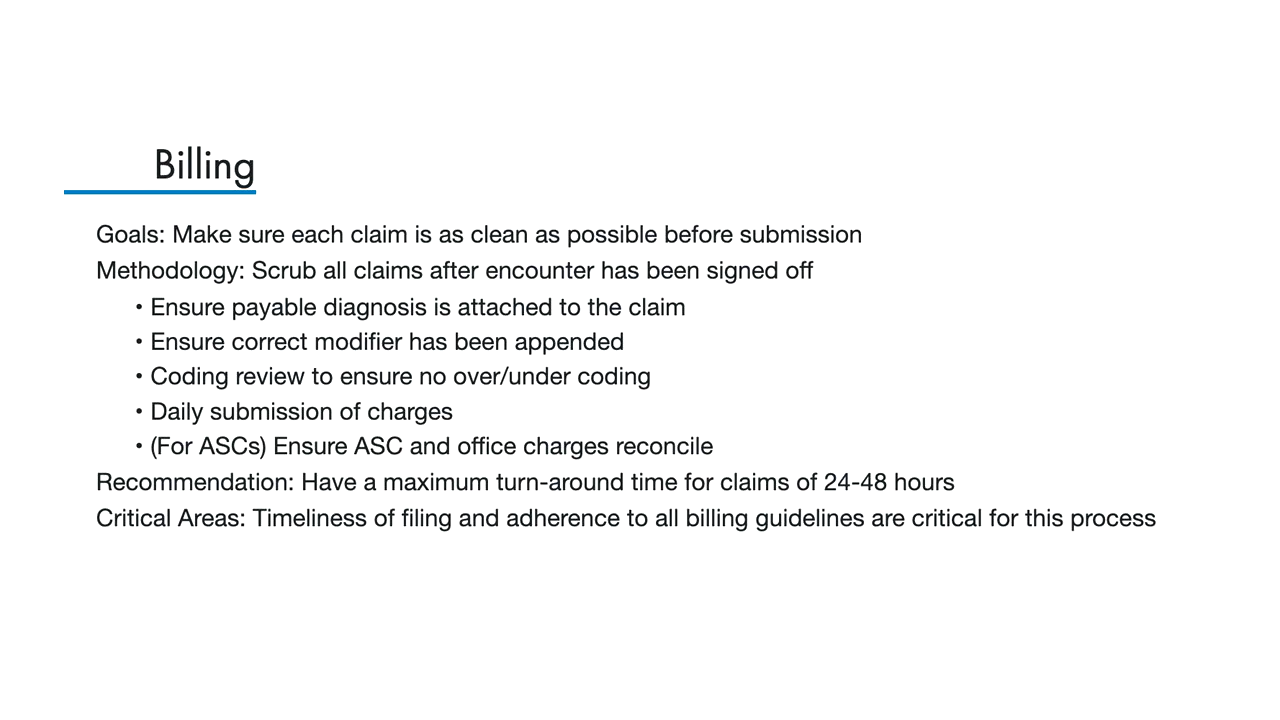 Billing
Goals: Make sure each claim is as clean as possible before submission
Methodology: Scrub all claims after encounter has been signed off
• Ensure payable diagnosis is attached to the claim
• Ensure correct modifier has been appended
• Coding review to ensure no over/under coding
• Daily submission of charges
• (For ASCs) Ensure ASC and office charges reconcile
Recommendation: Have a maximum turn-around time for claims of 24-48 hours
Critical Areas: Timeliness of filing and adherence to all billing guidelines are critical for this process